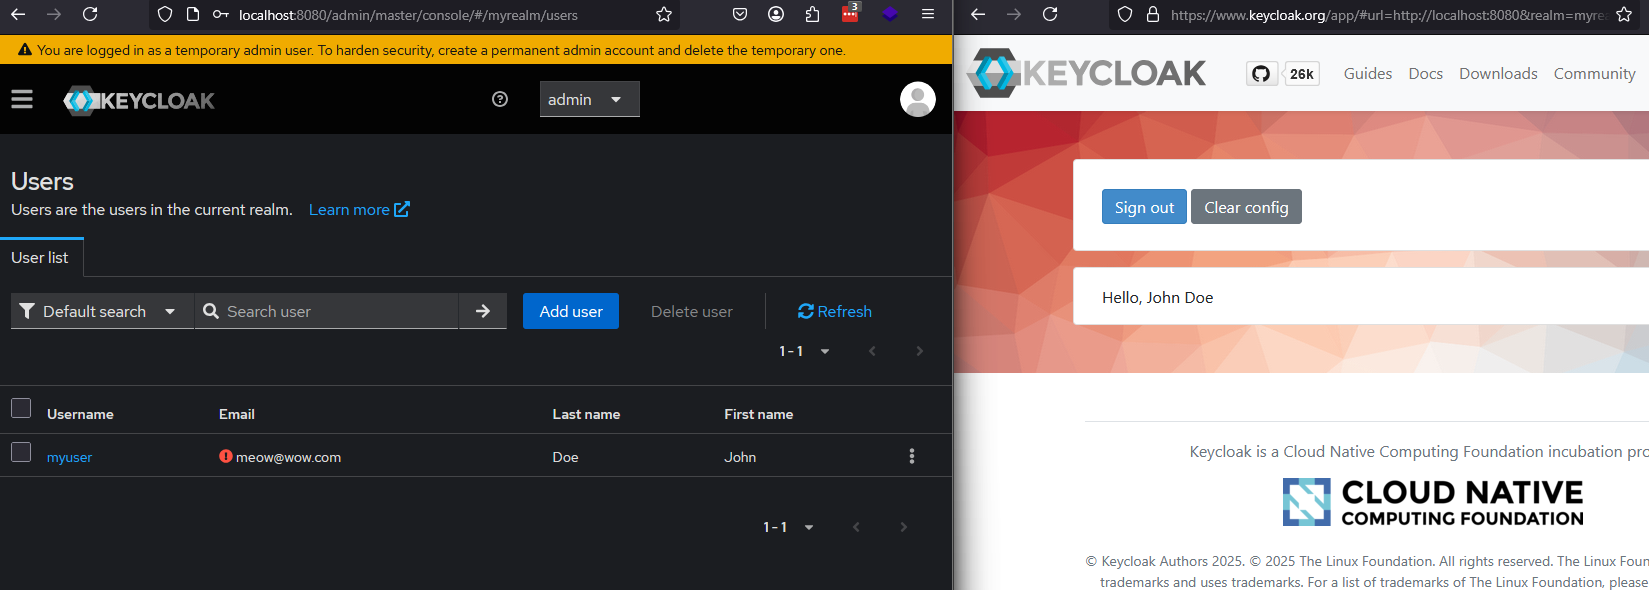 localhost:8080/admin/master/console/#/myrealm/users
3
You are logged in as a temporary admin user. To harden security, create a permanent admin account and delete the temporary one.
KEYCLOAK
admin
Users
Users are the users in the current realm. Learn more
User list
Default search
Search user
Add user
Delete user
Refresh
1 - 1
Username Email Last name First name
myuser meow@wow.com Doe John
1 - 1
https://www.keycloak.org/app/#url=http://localhost:8080&realm=myrea
KEYCLOAK
26k
Guides Docs Downloads Community
Sign out Clear config
Hello, John Doe
Keycloak is a Cloud Native Computing Foundation incubation pro
CLOUD NATIVE
COMPUTING FOUNDATION
© Keycloak Authors 2025. © 2025 The Linux Foundation. All rights reserved. The Linux Foun
trademarks and uses trademarks. For a list of trademarks of The Linux Foundation, please